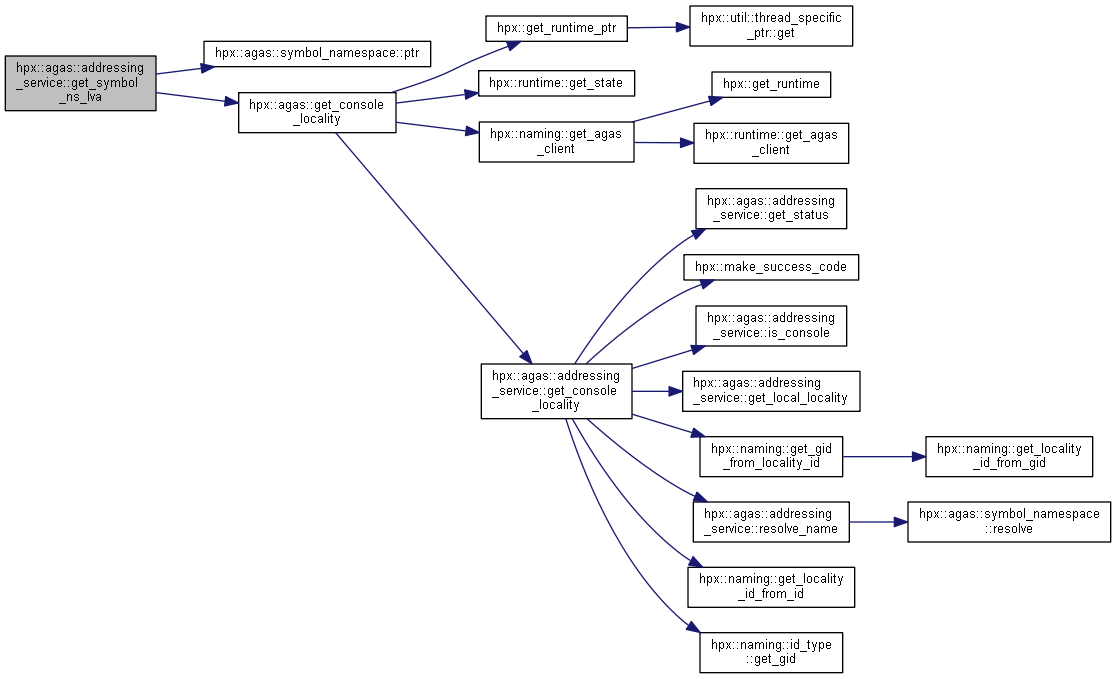 hpx::agas::addressing
_service::get_symbol
_ns_lva
hpx::agas::symbol_namespace::ptr
hpx::agas::get_console
_locality
hpx::get_runtime_ptr
hpx::util::thread_specific
_ptr::get
hpx::runtime::get_state
hpx::naming::get_agas
_client
hpx::get_runtime
hpx::runtime::get_agas
_client
hpx::agas::addressing
_service::get_console
_locality
hpx::agas::addressing
_service::get_status
hpx::make_success_code
hpx::agas::addressing
_service::is_console
hpx::agas::addressing
_service::get_local_locality
hpx::naming::get_gid
_from_locality_id
hpx::naming::get_locality
_id_from_gid
hpx::agas::addressing
_service::resolve_name
hpx::agas::symbol_namespace
::resolve
hpx::naming::get_locality
_id_from_id
hpx::naming::id_type
::get_gid